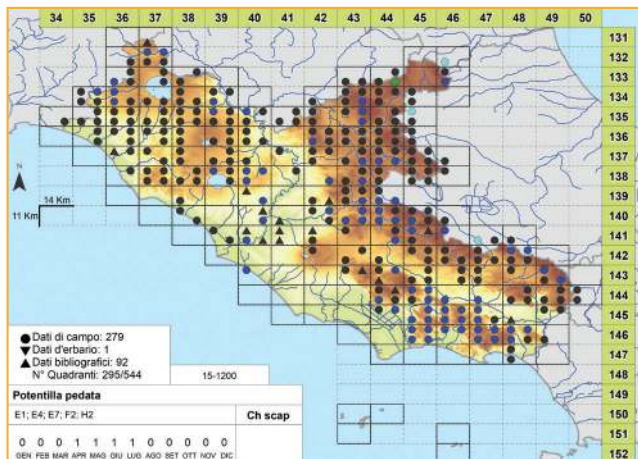 34 35 36 37 38 39 40 41 42 43 44 45 46 47 48 49 50
131
132
133
134
135
136
137
138
139
140
141
142
143
144
145
146
147
148
149
150
151
152
N
14 Km
11 Km
Dati di campo: 279
Dati d'erbario: 1
Dati bibliografici: 92
N° Quadranti: 295/544
15-1200
Potentilla pedata
E1; E4; E7; F2; H2
Ch scap
0 0 0 1 1 1 1 0 0 0 0 0
GEN FEB MAR APR MAG GIU LUG AGO SET OTT NOV DIC